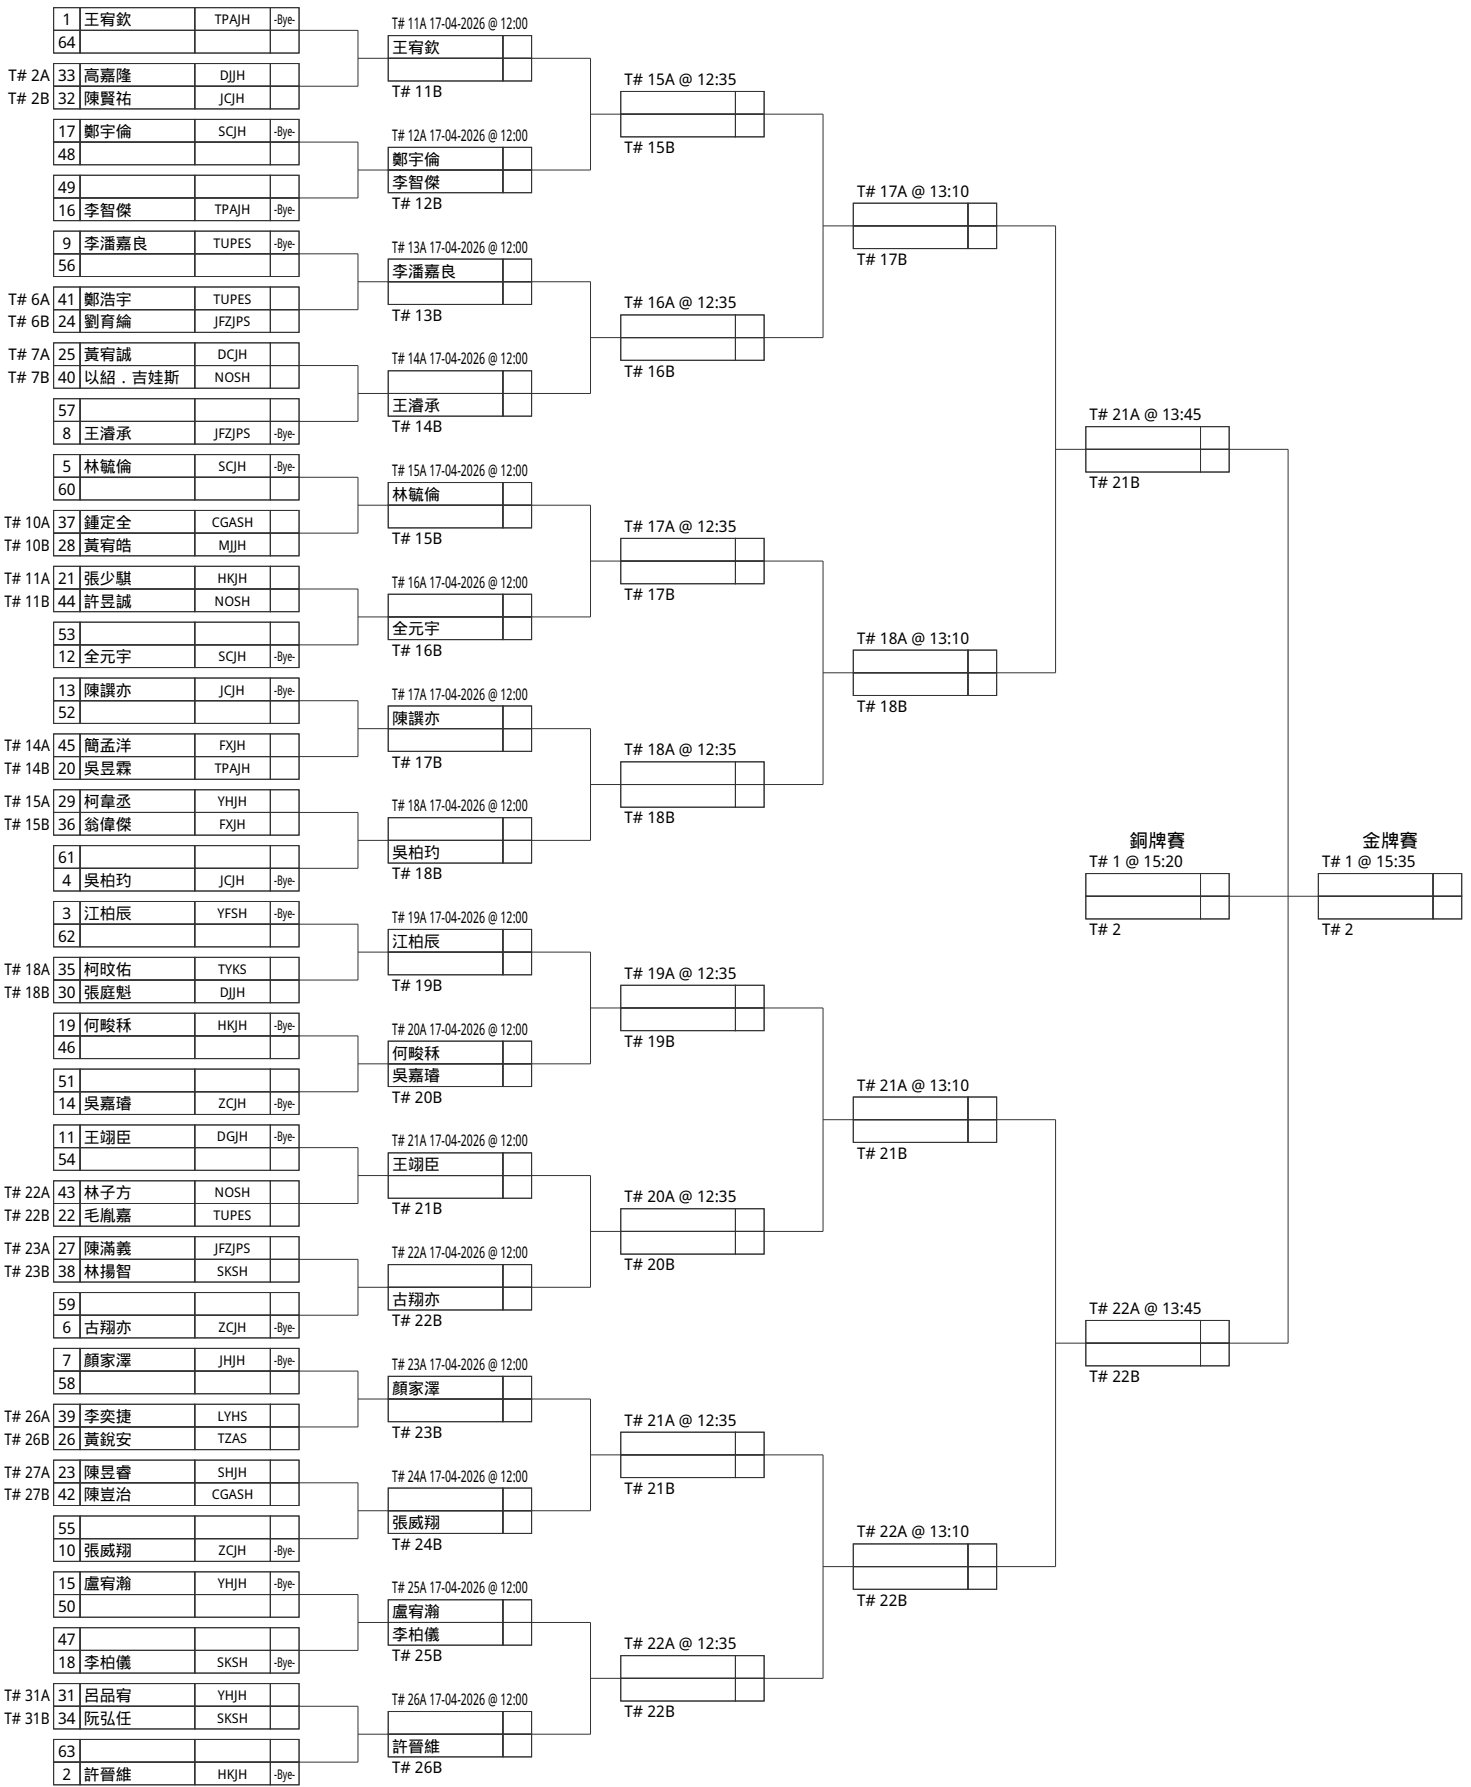 1 王宥欽 TPAJH -Bye-
64
T# 2A 33 高嘉隆 DJJH
T# 2B 32 陳賢祐 JCJH
17 鄭宇倫 SCJH -Bye-
48
49
16 李智傑 TPAJH -Bye-
9 李潘嘉良 TUPES -Bye-
56
T# 6A 41 鄭浩宇 TUPES
T# 6B 24 劉育綸 JFZJPS
T# 7A 25 黃宥誠 DCJH
T# 7B 40 以紹．吉娃斯 NOSH
57
8 王濬承 JFZJPS -Bye-
5 林毓倫 SCJH -Bye-
60
T# 10A 37 鍾定全 CGASH
T# 10B 28 黃宥皓 MJJH
T# 11A 21 張少騏 HKJH
T# 11B 44 許昱誠 NOSH
53
12 全元宇 SCJH -Bye-
13 陳譔亦 JCJH -Bye-
52
T# 14A 45 簡孟洋 FXJH
T# 14B 20 吳昱霖 TPAJH
T# 15A 29 柯韋丞 YHJH
T# 15B 36 翁偉傑 FXJH
61
4 吳柏玓 JCJH -Bye-
3 江柏辰 YFSH -Bye-
62
T# 18A 35 柯旼佑 TYKS
T# 18B 30 張庭魁 DJJH
19 何畯秝 HKJH -Bye-
46
51
14 吳嘉璿 ZCJH -Bye-
11 王翊臣 DGJH -Bye-
54
T# 22A 43 林子方 NOSH
T# 22B 22 毛胤嘉 TUPES
T# 23A 27 陳滿義 JFZJPS
T# 23B 38 林揚智 SKSH
59
6 古翔亦 ZCJH -Bye-
7 顏家澤 JHJH -Bye-
58
T# 26A 39 李奕捷 LYHS
T# 26B 26 黃銳安 TZAS
T# 27A 23 陳昱睿 SHJH
T# 27B 42 陳豈治 CGASH
55
10 張威翔 ZCJH -Bye-
15 盧宥瀚 YHJH -Bye-
50
47
18 李柏儀 SKSH -Bye-
T# 31A 31 呂品宥 YHJH
T# 31B 34 阮弘任 SKSH
63
2 許晉維 HKJH -Bye-
T# 11A 17-04-2026 @ 12:00
王宥欽
T# 11B
T# 12A 17-04-2026 @ 12:00
鄭宇倫
李智傑
T# 12B
T# 13A 17-04-2026 @ 12:00
李潘嘉良
T# 13B
T# 14A 17-04-2026 @ 12:00
王濬承
T# 14B
T# 15A 17-04-2026 @ 12:00
林毓倫
T# 15B
T# 16A 17-04-2026 @ 12:00
全元宇
T# 16B
T# 17A 17-04-2026 @ 12:00
陳譔亦
T# 17B
T# 18A 17-04-2026 @ 12:00
吳柏玓
T# 18B
T# 19A 17-04-2026 @ 12:00
江柏辰
T# 19B
T# 20A 17-04-2026 @ 12:00
何畯秝
吳嘉璿
T# 20B
T# 21A 17-04-2026 @ 12:00
王翊臣
T# 21B
T# 22A 17-04-2026 @ 12:00
古翔亦
T# 22B
T# 23A 17-04-2026 @ 12:00
顏家澤
T# 23B
T# 24A 17-04-2026 @ 12:00
張威翔
T# 24B
T# 25A 17-04-2026 @ 12:00
盧宥瀚
李柏儀
T# 25B
T# 26A 17-04-2026 @ 12:00
許晉維
T# 26B
T# 15A @ 12:35
T# 15B
T# 16A @ 12:35
T# 16B
T# 17A @ 12:35
T# 17B
T# 18A @ 12:35
T# 18B
T# 19A @ 12:35
T# 19B
T# 20A @ 12:35
T# 20B
T# 21A @ 12:35
T# 21B
T# 22A @ 12:35
T# 22B
T# 17A @ 13:10
T# 17B
T# 18A @ 13:10
T# 18B
T# 21A @ 13:10
T# 21B
T# 22A @ 13:10
T# 22B
T# 21A @ 13:45
T# 21B
銅牌賽
T# 1 @ 15:20
T# 2
T# 22A @ 13:45
T# 22B
金牌賽
T# 1 @ 15:35
T# 2